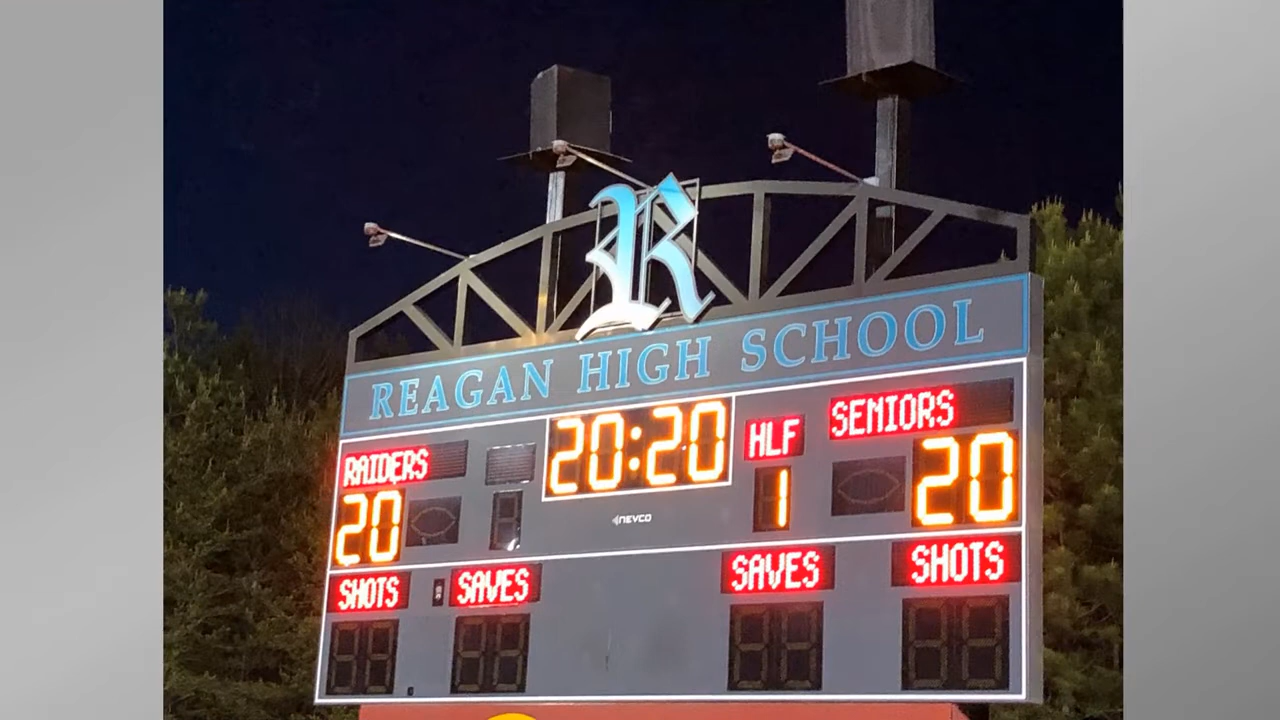 R
REAGAN HIGH SCHOOL
RAIDERS 20:20 HLF SENIORS
20 1 20
NEVCO
SHOTS SAVES SAVES SHOTS